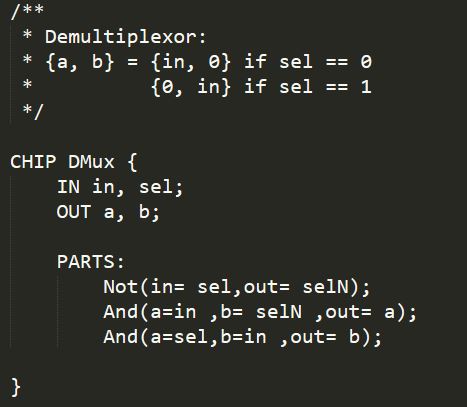 /**
 * Demultiplexor:
 * {a, b} = {in, 0} if sel == 0
 *          {0, in} if sel == 1
 */
CHIP DMux {
    IN in, sel;
    OUT a, b;
    PARTS:
        Not(in= sel,out= selN);
        And(a=in ,b= selN ,out= a);
        And(a=sel,b=in ,out= b);
}